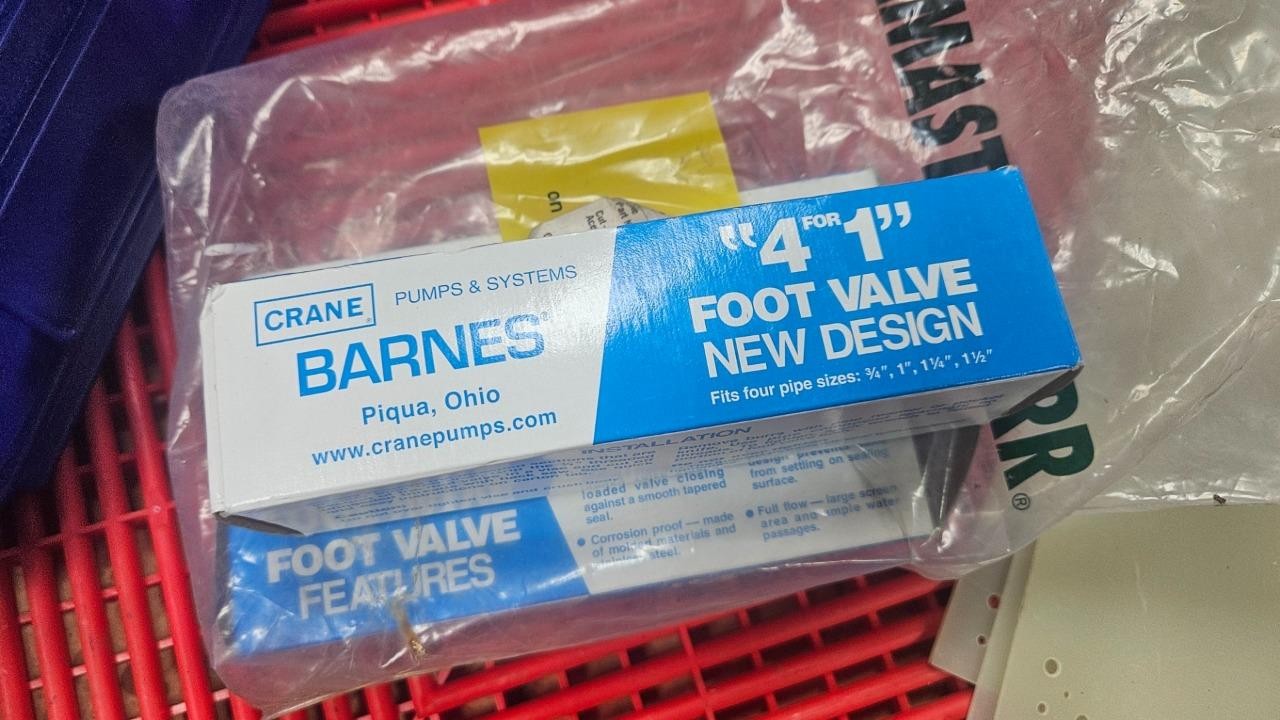 MAST
RR®
on
CRANE®
PUMPS & SYSTEMS
BARNES®
Piqua, Ohio
www.cranepumps.com
"4 FOR 1"
FOOT VALVE
NEW DESIGN
Fits four pipe sizes: ¾", 1", 1¼", 1½"
INSTALLATION
FOOT VALVE
FEATURES
loaded valve closing
against a smooth tapered
seal.
● Corrosion proof — made
of molded materials and
steel.
from settling on sealing
surface.
● Full flow — large screen
area and ample water
passages.